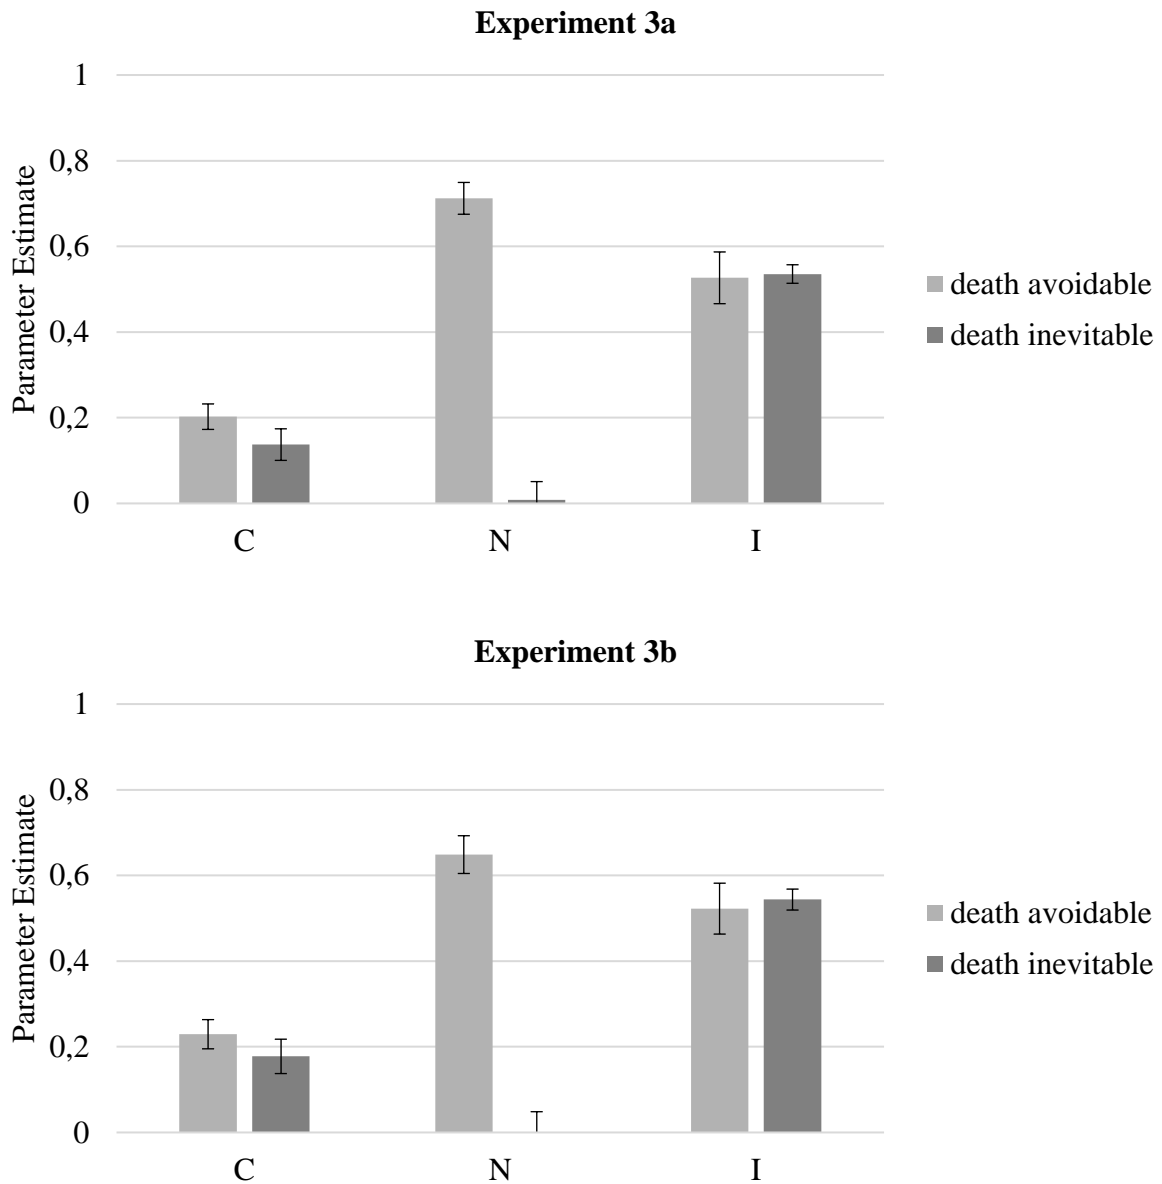 Experiment 3a
Parameter Estimate
1
0,8
0,6
0,4
0,2
0
C N I
death avoidable
death inevitable
Experiment 3b
Parameter Estimate
1
0,8
0,6
0,4
0,2
0
C N I
death avoidable
death inevitable